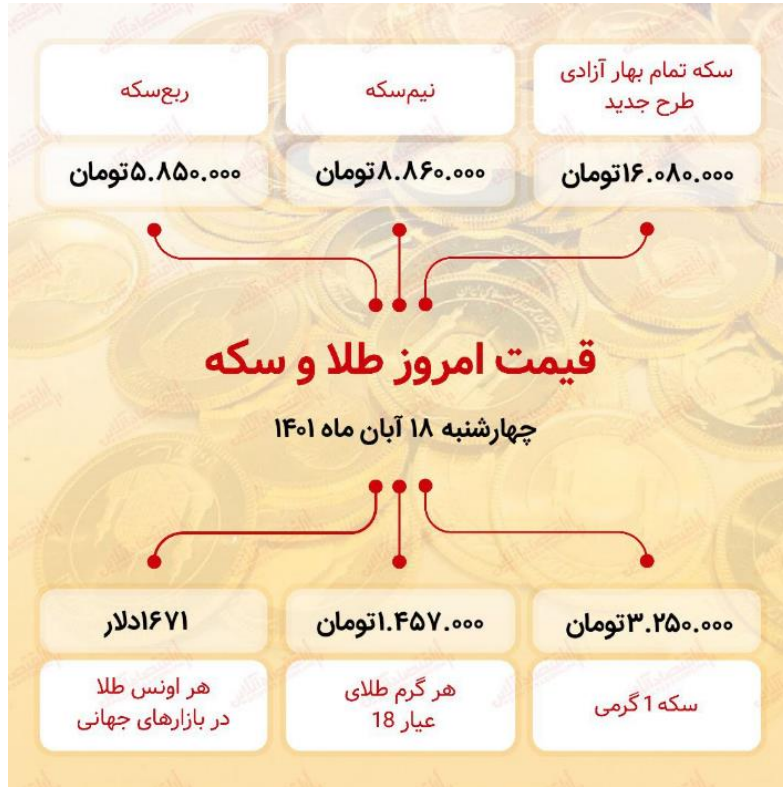 سکه تمام بهار آزادی
طرح جدید
۱۶.۰۸۰.۰۰۰تومان
نیم‌سکه
۸.۸۶۰.۰۰۰تومان
ربع‌سکه
۵.۸۵۰.۰۰۰تومان
قیمت امروز طلا و سکه
چهارشنبه ۱۸ آبان ماه ۱۴۰۱
۳.۲۵۰.۰۰۰تومان
سکه 1 گرمی
۱.۴۵۷.۰۰۰تومان
هر گرم طلای
عیار 18
۱۶۷۱دلار
هر اونس طلا
در بازارهای جهانی